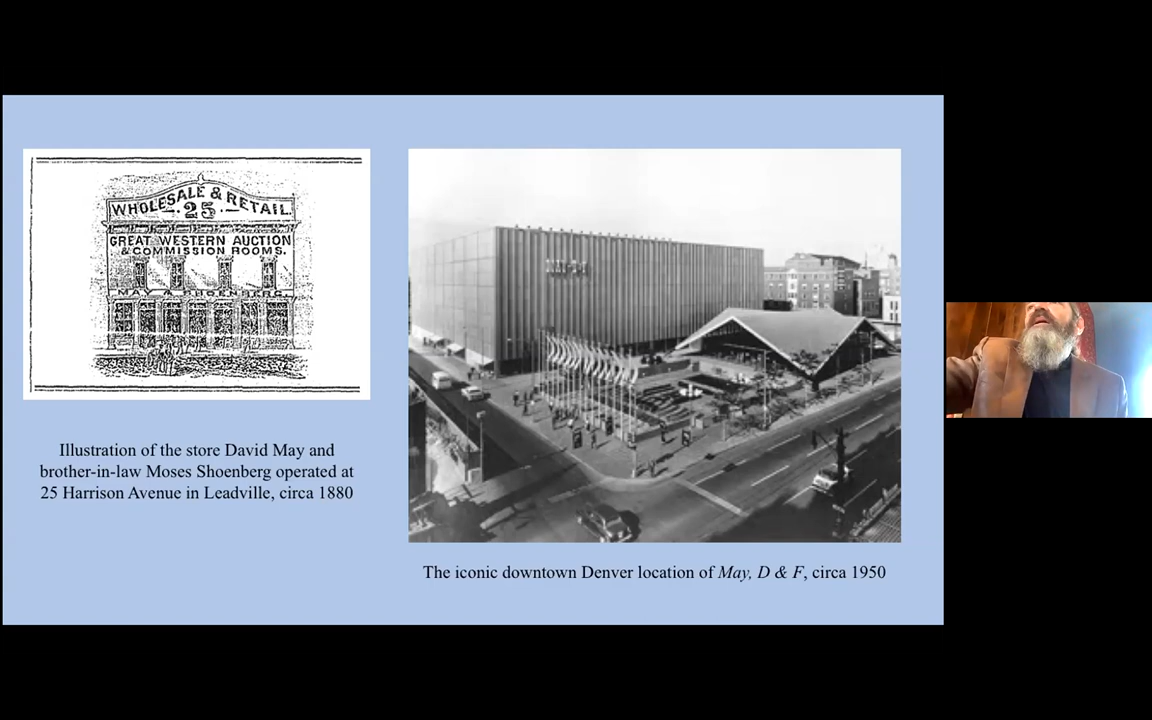 WHOLESALE & RETAIL.
25
GREAT WESTERN AUCTION
& COMMISSION ROOMS.
MAY & SHOENBERG.
Illustration of the store David May and
brother-in-law Moses Shoenberg operated at
25 Harrison Avenue in Leadville, circa 1880
The iconic downtown Denver location of May, D & F, circa 1950